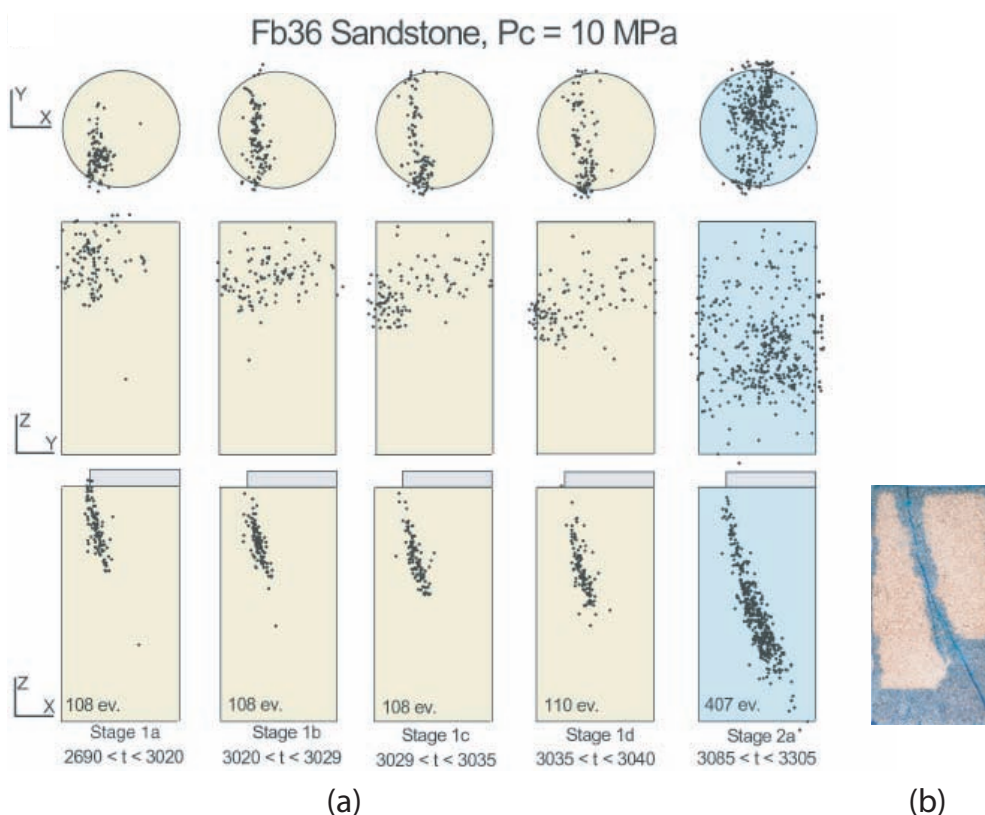 Fb36 Sandstone, Pc = 10 MPa
Y
X
Z
Y
Z
X
108 ev.
108 ev.
108 ev.
110 ev.
407 ev.
Stage 1a
Stage 1b
Stage 1c
Stage 1d
Stage 2a*
2690 < t < 3020
3020 < t < 3029
3029 < t < 3035
3035 < t < 3040
3085 < t < 3305
(a)
(b)